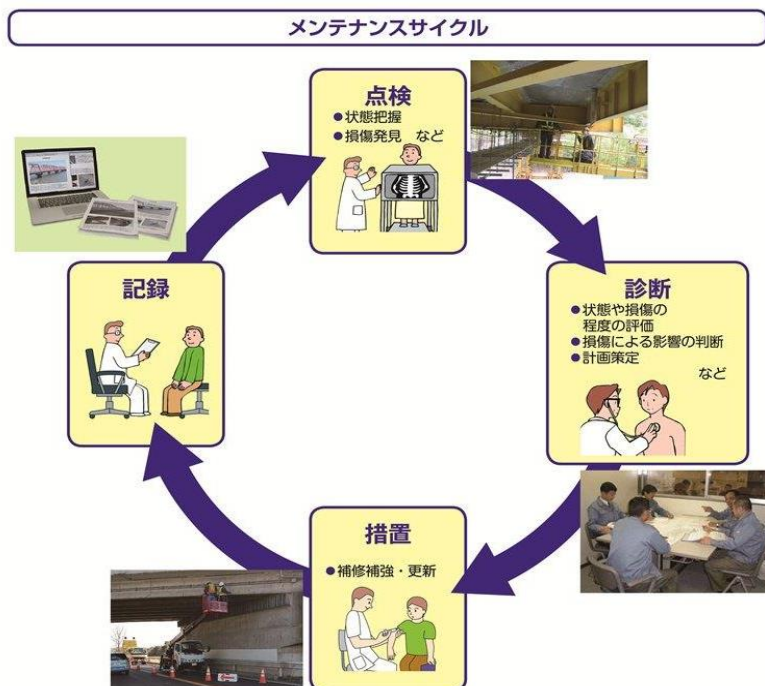 メンテナンスサイクル
点検
●状態把握
●損傷発見 など
診断
●状態や損傷の
程度の評価
●損傷による影響の判断
●計画策定
など
措置
●補修補強・更新
記録